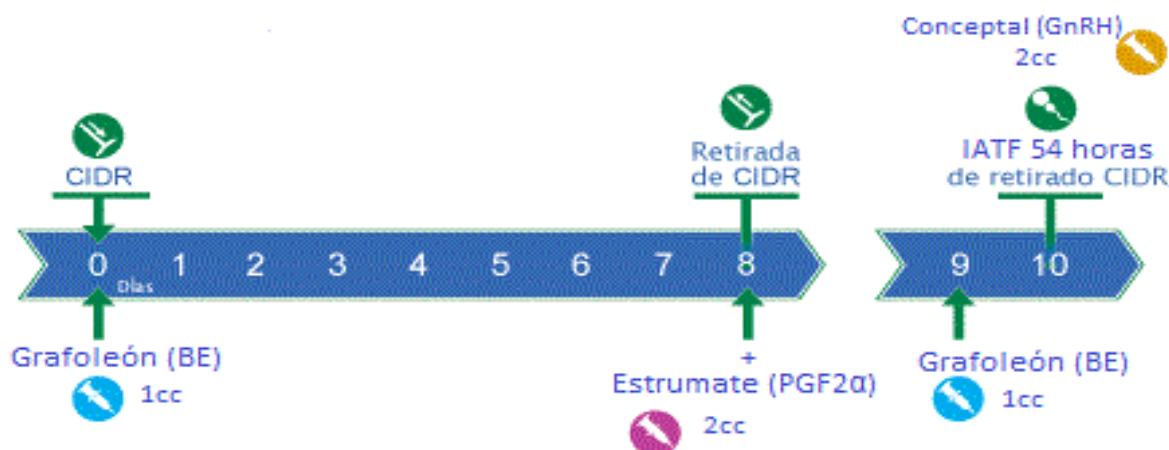 Conceptal (GnRH)
2cc
CIDR
Retirada
de CIDR
IATF 54 horas
de retirado CIDR
0 1 2 3 4 5 6 7 8 9 10
Días
Grafoleón (BE)
1cc
+
Estrumate (PGF2α)
2cc
Grafoleón (BE)
1cc